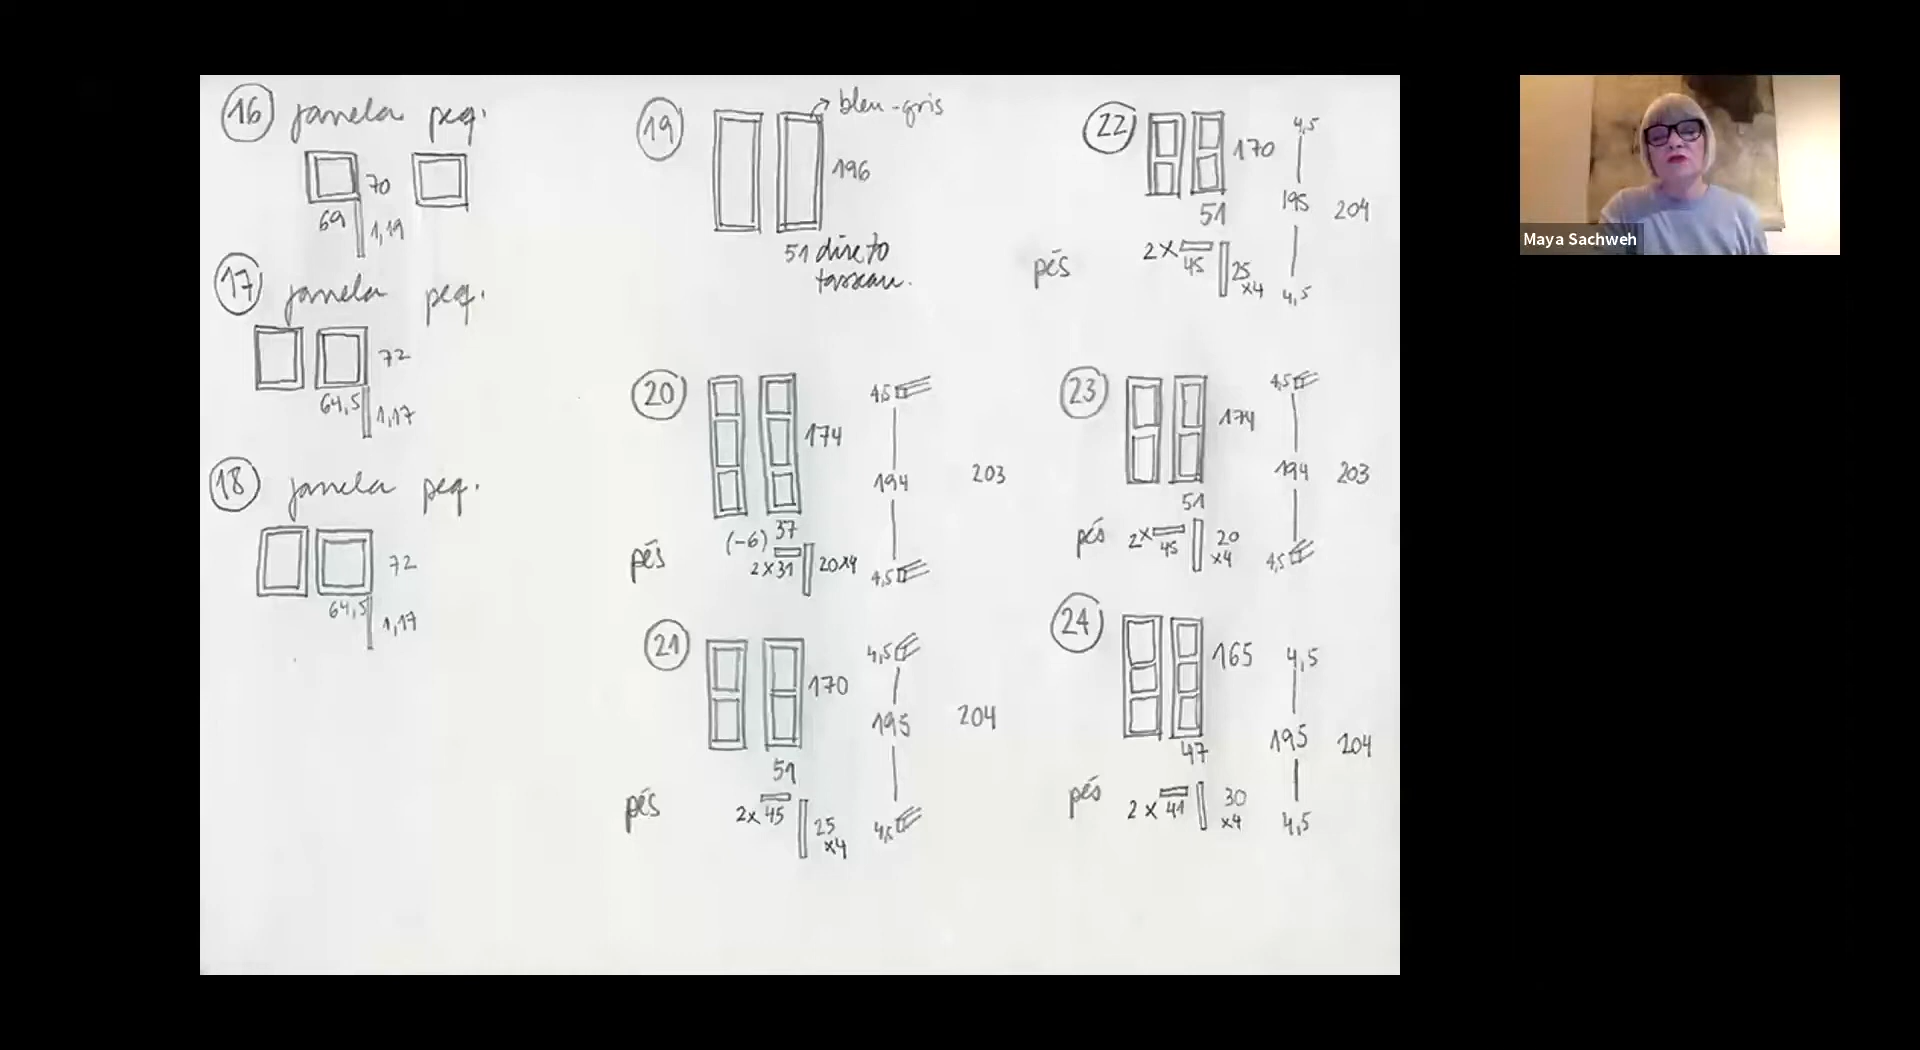 16 janela peq.
70
69
1,19
17 janela peq.
72
64,5
1,17
18 janela peq.
72
64,5
1,17
19
bleu-gris
196
51 direto
tasseau.
20
174
4,5
194
203
37
(-6)
pés
2x31
20x4
4,5
21
170
4,5
195
204
51
pés
2x 45
25
x4
4,5
22
170
4,5
195
204
51
pés
2x
45
25
x4
4,5
23
174
4,5
194
203
51
pés
2x
45
20
x4
4,5
24
165
4,5
195
204
47
pés
2 x 41
30
x4
4,5
Maya Sachweh